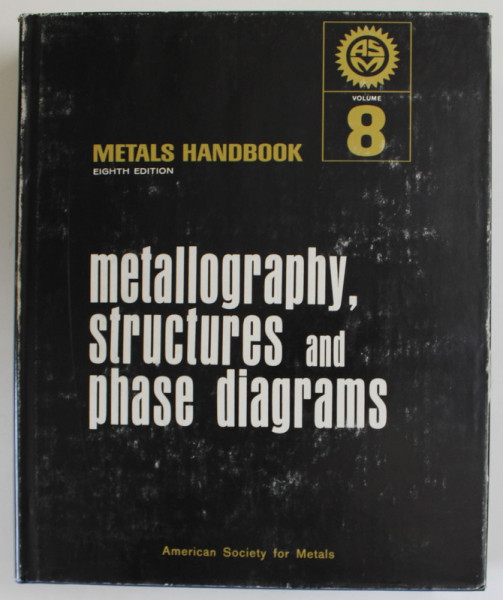 ASM
VOLUME
8
METALS HANDBOOK
EIGHTH EDITION
metallography,
structures and
phase diagrams
American Society for Metals